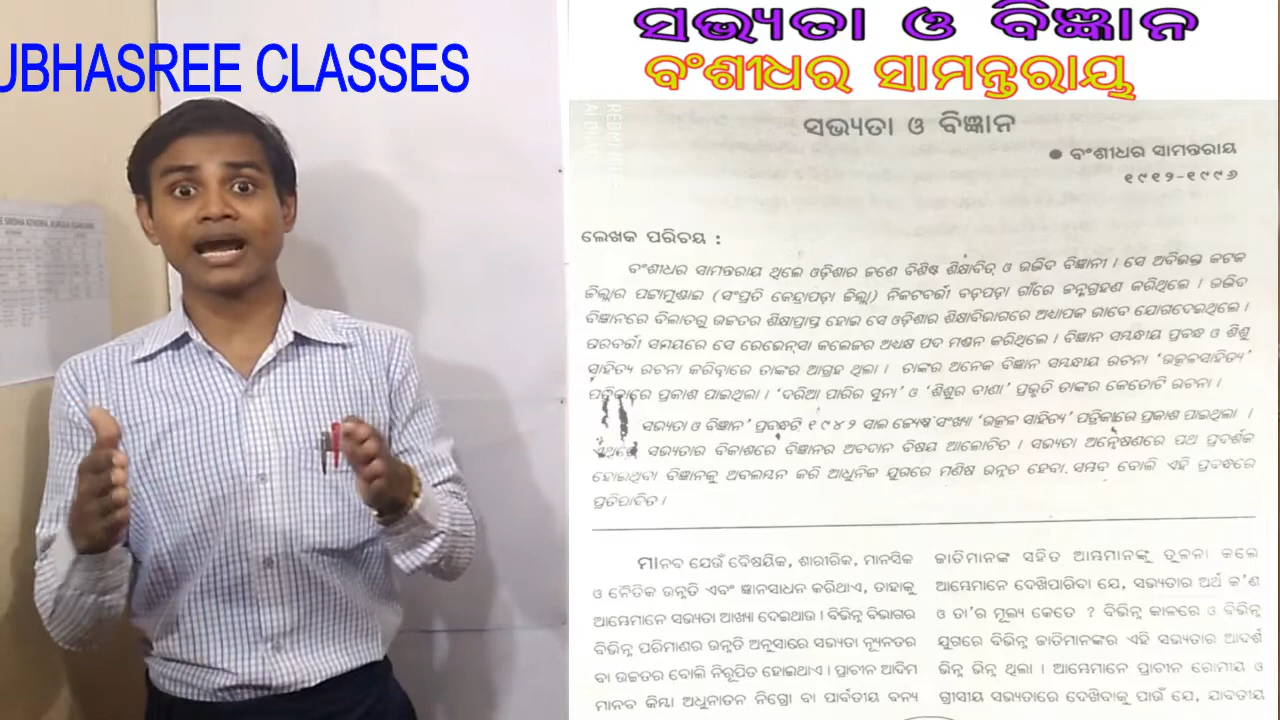 UBHASREE CLASSES
ସଭ୍ୟତା ଓ ବିଜ୍ଞାନ
ବଂଶୀଧର ସାମନ୍ତରାୟ
ସଭ୍ୟତା ଓ ବିଜ୍ଞାନ
● ବଂଶୀଧର ସାମନ୍ତରାୟ
୧୯୧୨-୧୯୯୬
ଲେଖକ ପରିଚୟ :
ବଂଶୀଧର ସାମନ୍ତରାୟ ଥିଲେ ଓଡ଼ିଶାର ଜଣେ ବିଶିଷ୍ଟ ଶିକ୍ଷାବିତ୍ ଓ ଉଦ୍ଭିଦ ବିଜ୍ଞାନୀ । ସେ ଅବିଭକ୍ତ କଟକ
ଜିଲ୍ଲାର ପଟ୍ଟାମୁଣ୍ଡାଇ (ସଂପ୍ରତି କେନ୍ଦ୍ରାପଡ଼ା ଜିଲ୍ଲା) ନିକଟବର୍ତ୍ତୀ ବଡ଼ପଡ଼ା ଗାଁରେ ଜନ୍ମଗ୍ରହଣ କରିଥିଲେ । ଉଦ୍ଭିଦ
ବିଜ୍ଞାନରେ ବିଲାତରୁ ଉଚ୍ଚତର ଶିକ୍ଷାପ୍ରାପ୍ତ ହୋଇ ସେ ଓଡ଼ିଶାର ଶିକ୍ଷାବିଭାଗରେ ଅଧ୍ୟାପକ ଭାବେ ଯୋଗଦେଇଥିଲେ ।
ପରବର୍ତ୍ତୀ ସମୟରେ ସେ ରେଭେନ୍ସା କଲେଜର ଅଧ୍ୟକ୍ଷ ପଦ ମଣ୍ଡନ କରିଥିଲେ । ବିଜ୍ଞାନ ସମ୍ବନ୍ଧୀୟ ପ୍ରବନ୍ଧ ଓ ଶିଶୁ
ସାହିତ୍ୟ ରଚନା କରିବାରେ ତାଙ୍କର ଆଗ୍ରହ ଥିଲା । ତାଙ୍କର ଅନେକ ବିଜ୍ଞାନ ସମ୍ବନ୍ଧୀୟ ରଚନା ‘ଉତ୍କଳସାହିତ୍ୟ’
ପତ୍ରିକାରେ ପ୍ରକାଶ ପାଇଥିଲା । ‘ଦରିଆ ପାରିର ସୁନା’ ଓ ‘ଶିଶୁର ବୀଣା’ ପ୍ରଭୃତି ତାଙ୍କର କେତୋଟି ରଚନା ।
ସଭ୍ୟତା ଓ ବିଜ୍ଞାନ’ ପ୍ରବନ୍ଧଟି ୧୯୪୨ ସାଲ ଜ୍ୟେଷ୍ଠ ସଂଖ୍ୟା ‘ଉତ୍କଳ ସାହିତ୍ୟ’ ପତ୍ରିକାରେ ପ୍ରକାଶ ପାଇଥିଲା ।
ଏଥିରେ ସଭ୍ୟତାର ବିକାଶରେ ବିଜ୍ଞାନର ଅବଦାନ ବିଷୟ ଆଲୋଚିତ । ସଭ୍ୟତା ଅନ୍ୱେଷଣରେ ପଥ ପ୍ରଦର୍ଶକ
ହୋଇଥିବା ବିଜ୍ଞାନକୁ ଅବଲମ୍ବନ କରି ଆଧୁନିକ ଯୁଗରେ ମଣିଷ ଉନ୍ନତ ହେବା ସମ୍ଭବ ବୋଲି ଏହି ପ୍ରବନ୍ଧରେ
ପ୍ରତିପାଦିତ ।
ମାନବ ଯେଉଁ ବୈଷୟିକ, ଶାରୀରିକ, ମାନସିକ
ଓ ନୈତିକ ଉନ୍ନତି ଏବଂ ଜ୍ଞାନସାଧନ କରିଥାଏ, ତାହାକୁ
ଆମ୍ଭେମାନେ ସଭ୍ୟତା ଆଖ୍ୟା ଦେଇଥାଉ । ବିଭିନ୍ନ ବିଭାଗର
ବିଭିନ୍ନ ପରିମାଣର ଉନ୍ନତି ଅନୁସାରେ ସଭ୍ୟତା ନ୍ୟୂନତର
ବା ଉଚ୍ଚତର ବୋଲି ନିରୂପିତ ହୋଇଥାଏ । ପ୍ରାଚୀନ ଆଦିମ
ମାନବ କିମ୍ବା ଅଧୁନାତନ ନିଗ୍ରୋ ବା ପାର୍ବତୀୟ ବନ୍ୟ
ଜାତିମାନଙ୍କ ସହିତ ଆମ୍ଭମାନଙ୍କୁ ତୁଳନା କଲେ
ଆମ୍ଭେମାନେ ଦେଖିପାରିବା ଯେ, ସଭ୍ୟତାର ଅର୍ଥ କ’ଣ
ଓ ତା’ର ମୂଲ୍ୟ କେତେ ? ବିଭିନ୍ନ କାଳରେ ଓ ବିଭିନ୍ନ
ଯୁଗରେ ବିଭିନ୍ନ ଜାତିମାନଙ୍କର ଏହି ସଭ୍ୟତାର ଆଦର୍ଶ
ଭିନ୍ନ ଭିନ୍ନ ଥିଲା । ଆମ୍ଭେମାନେ ପ୍ରାଚୀନ ରୋମୀୟ ଓ
ଗ୍ରୀସୀୟ ସଭ୍ୟତାରେ ଦେଖିବାକୁ ପାଉଁ ଯେ, ଯାବତୀୟ